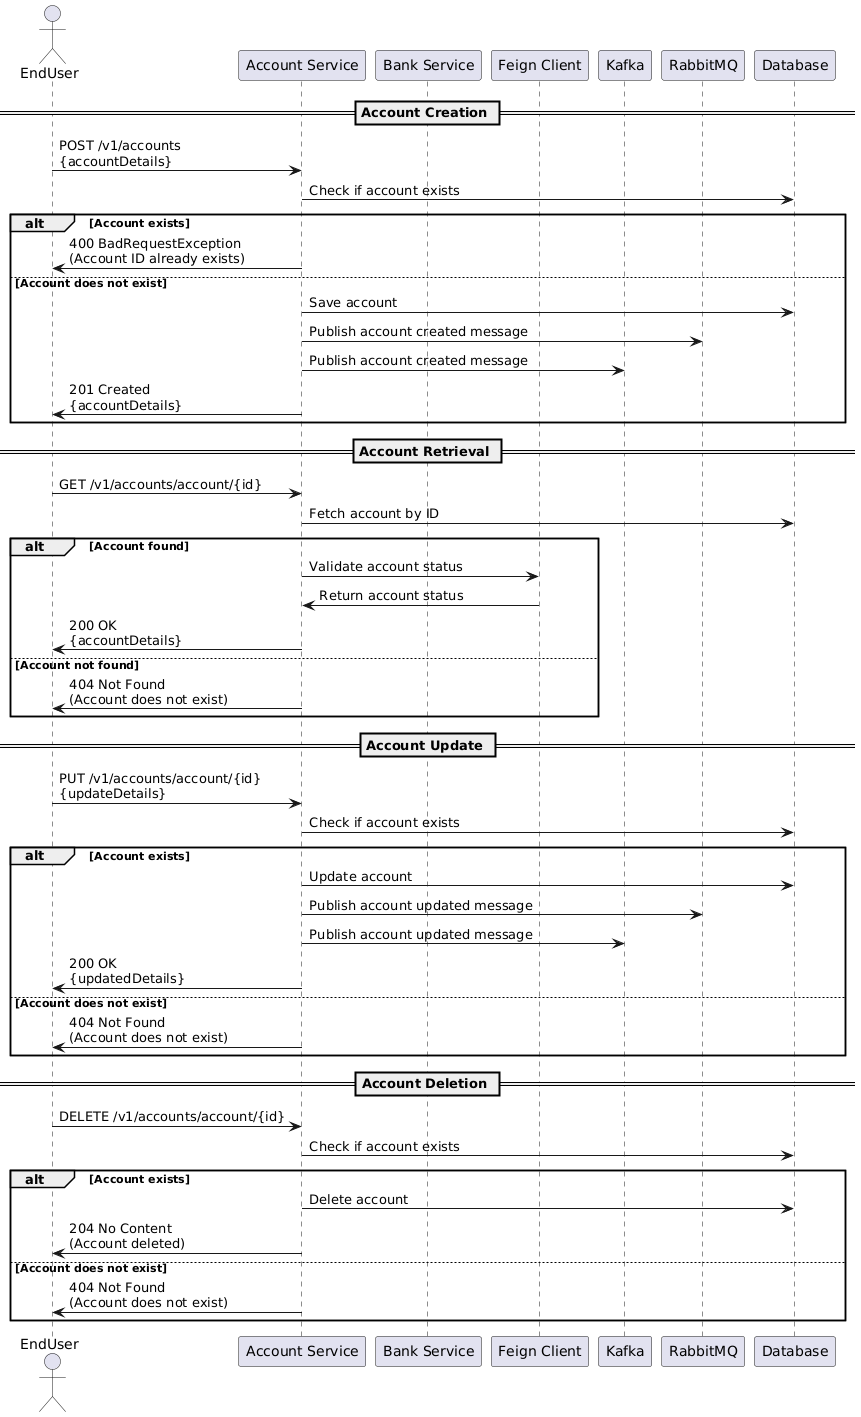 EndUser
Account Service
Bank Service
Feign Client
Kafka
RabbitMQ
Database
Account Creation
POST /v1/accounts
{accountDetails}
Check if account exists
alt
[Account exists]
400 BadRequestException
(Account ID already exists)
[Account does not exist]
Save account
Publish account created message
Publish account created message
201 Created
{accountDetails}
Account Retrieval
GET /v1/accounts/account/{id}
Fetch account by ID
alt
[Account found]
Validate account status
Return account status
200 OK
{accountDetails}
[Account not found]
404 Not Found
(Account does not exist)
Account Update
PUT /v1/accounts/account/{id}
{updateDetails}
Check if account exists
alt
[Account exists]
Update account
Publish account updated message
Publish account updated message
200 OK
{updatedDetails}
[Account does not exist]
404 Not Found
(Account does not exist)
Account Deletion
DELETE /v1/accounts/account/{id}
Check if account exists
alt
[Account exists]
Delete account
204 No Content
(Account deleted)
[Account does not exist]
404 Not Found
(Account does not exist)
EndUser
Account Service
Bank Service
Feign Client
Kafka
RabbitMQ
Database